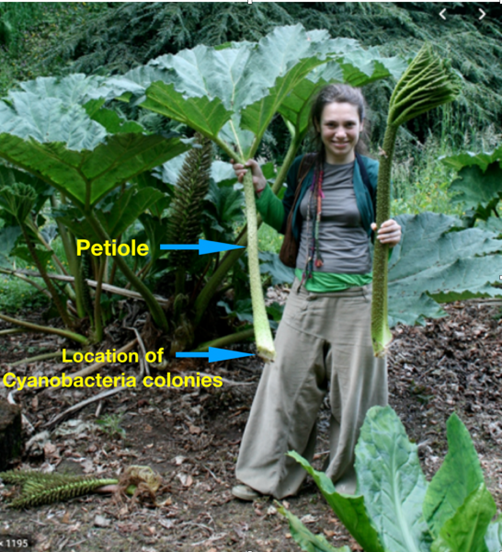 Petiole
Location of
Cyanobacteria colonies
× 1195